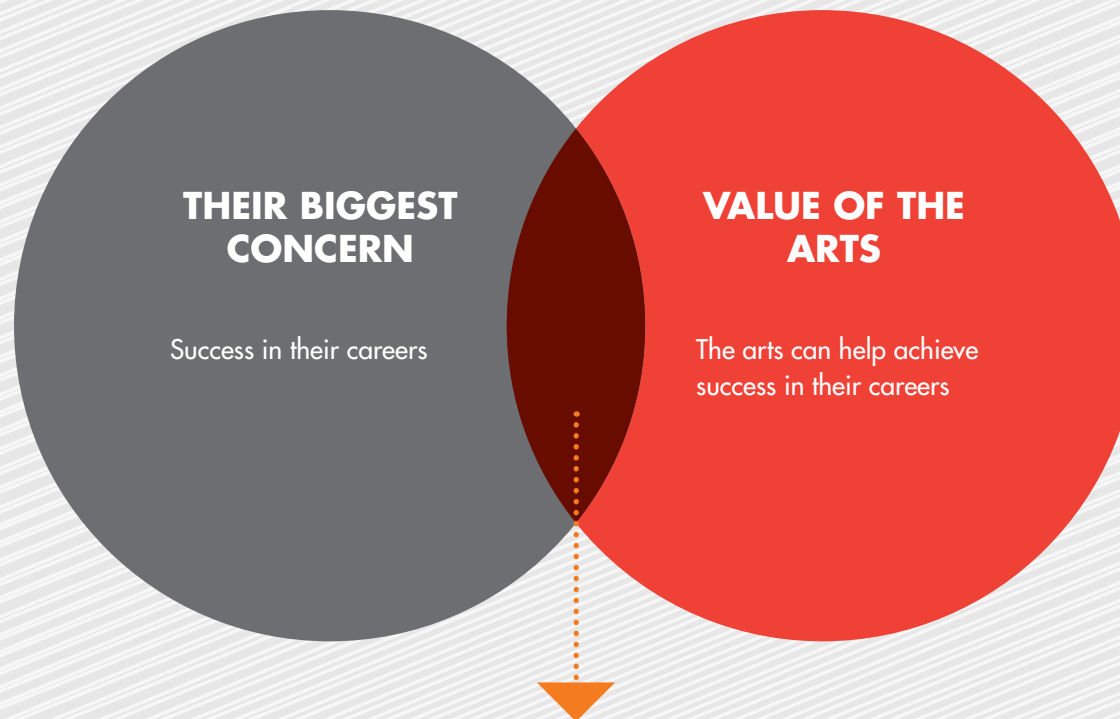 THEIR BIGGEST
CONCERN
Success in their careers
VALUE OF THE
ARTS
The arts can help achieve
success in their careers